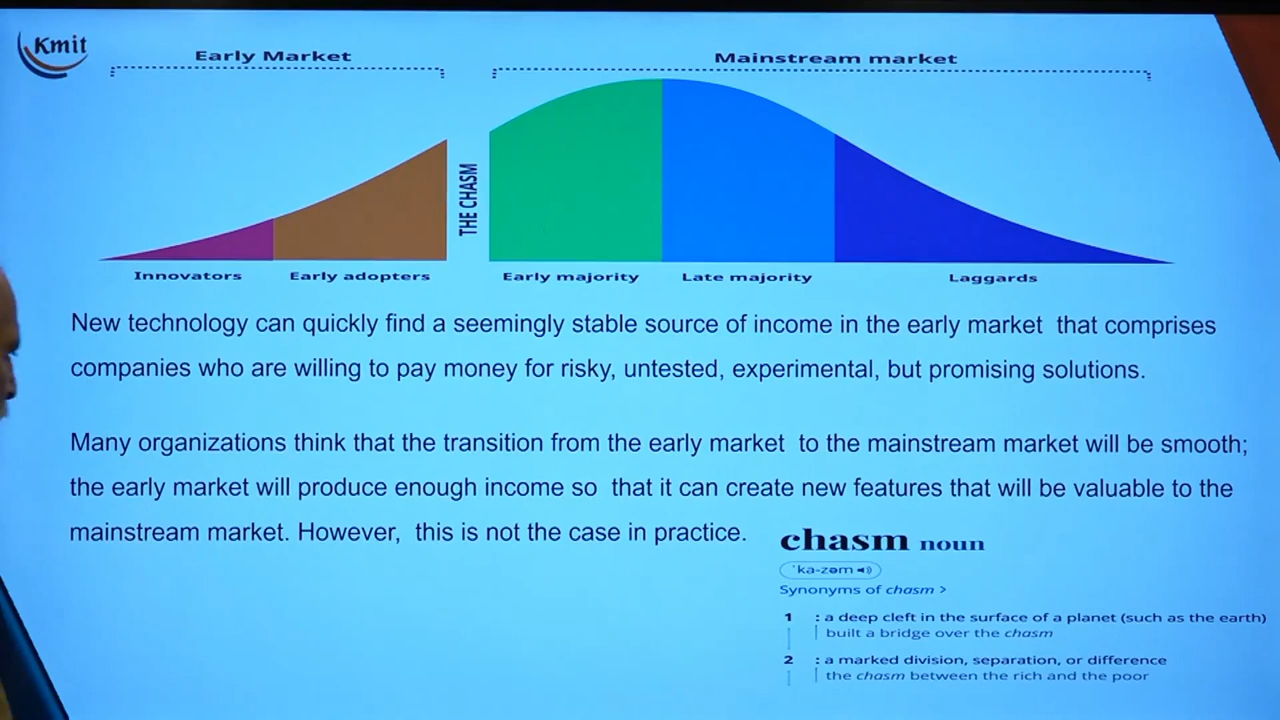 Kmit
Early Market
Mainstream market
THE CHASM
Innovators
Early adopters
Early majority
Late majority
Laggards
New technology can quickly find a seemingly stable source of income in the early market that comprises
companies who are willing to pay money for risky, untested, experimental, but promising solutions.
Many organizations think that the transition from the early market to the mainstream market will be smooth;
the early market will produce enough income so that it can create new features that will be valuable to the
mainstream market. However, this is not the case in practice.
chasm noun
ˈka-zəm
Synonyms of chasm >
1 : a deep cleft in the surface of a planet (such as the earth)
built a bridge over the chasm
2 : a marked division, separation, or difference
the chasm between the rich and the poor